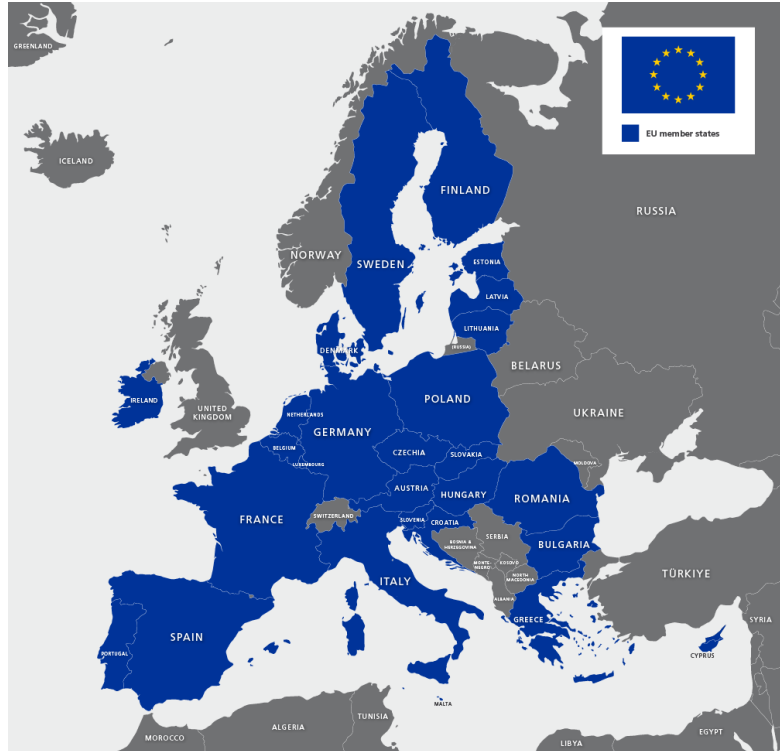 GREENLAND
ICELAND
EU member states
FINLAND
RUSSIA
NORWAY
SWEDEN
ESTONIA
LATVIA
LITHUANIA
(RUSSIA)
DENMARK
BELARUS
IRELAND
UNITED
KINGDOM
NETHERLANDS
POLAND
UKRAINE
GERMANY
BELGIUM
LUXEMBOURG
CZECHIA
SLOVAKIA
MOLDOVA
AUSTRIA
HUNGARY
ROMANIA
SWITZERLAND
FRANCE
SLOVENIA
CROATIA
BOSNIA &
HERZEGOVINA
SERBIA
BULGARIA
MONTE-
NEGRO
KOSOVO
NORTH
MACEDONIA
ITALY
ALBANIA
TÜRKIYE
GREECE
SPAIN
PORTUGAL
SYRIA
CYPRUS
MALTA
TUNISIA
ALGERIA
MOROCCO
LIBYA
EGYPT